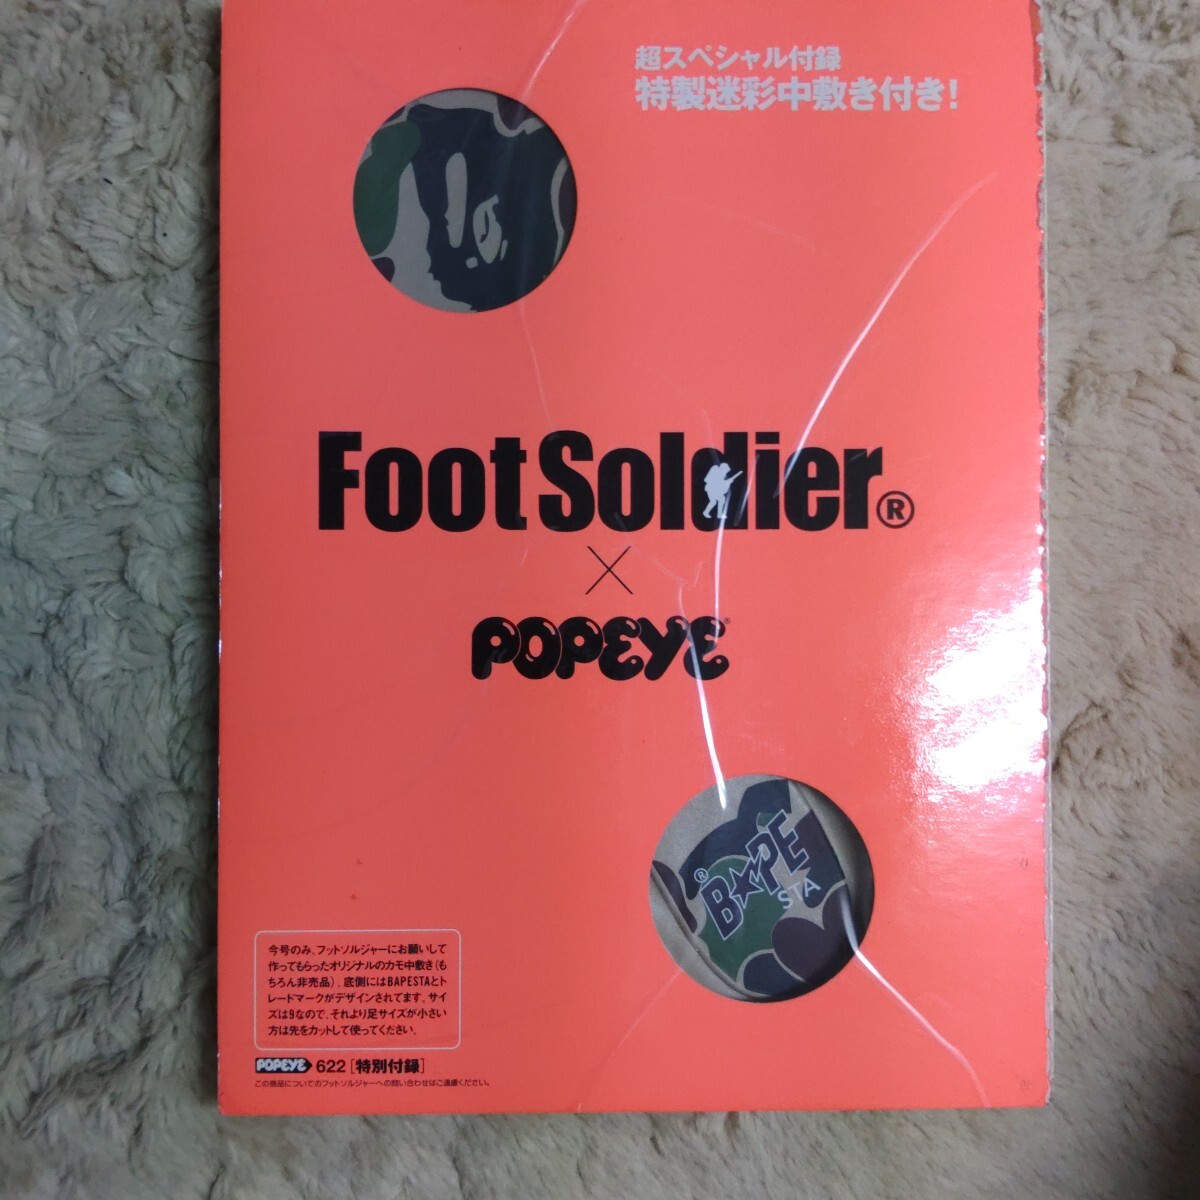 超スペシャル付録
特製迷彩中敷き付き!
FootSoldier®
×
POPEYE®
® BAPE
STA
今号のみ、フットソルジャーにお願いして
作ってもらったオリジナルのカモ中敷き(も
ちろん非売品)。底側にはBAPESTAとト
レードマークがデザインされてます。サイ
ズは9なので、それより足サイズが小さい
方は先をカットして使ってください。
POPEYE 622 [特別付録]
この商品についてのフットソルジャーへの問い合わせはご遠慮ください。